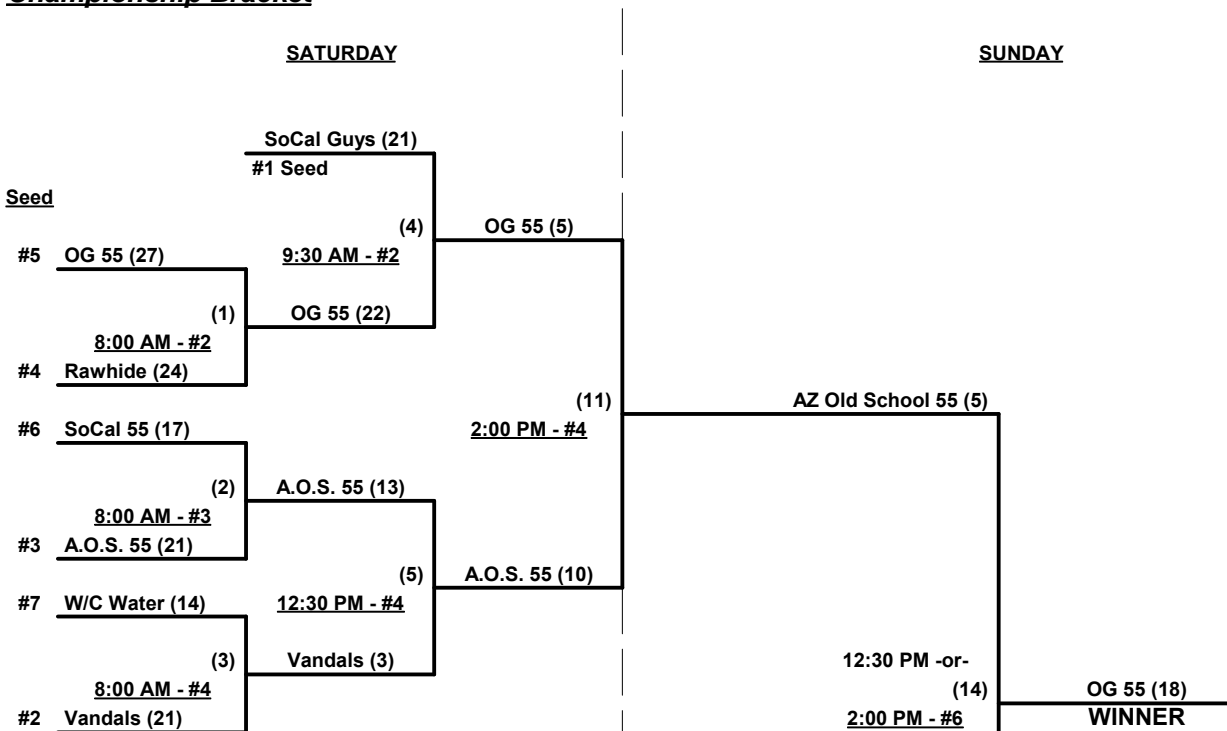 Championship Bracket
SATURDAY
SUNDAY
SoCal Guys (21)
#1 Seed
Seed
(4)
OG 55 (5)
#5 OG 55 (27)
9:30 AM - #2
(1)
OG 55 (22)
8:00 AM - #2
#4 Rawhide (24)
(11)
AZ Old School 55 (5)
#6 SoCal 55 (17)
2:00 PM - #4
(2)
A.O.S. 55 (13)
8:00 AM - #3
#3 A.O.S. 55 (21)
(5)
A.O.S. 55 (10)
#7 W/C Water (14)
12:30 PM - #4
(3)
Vandals (3)
12:30 PM -or-
8:00 AM - #4
(14)
OG 55 (18)
#2 Vandals (21)
2:00 PM - #6
WINNER